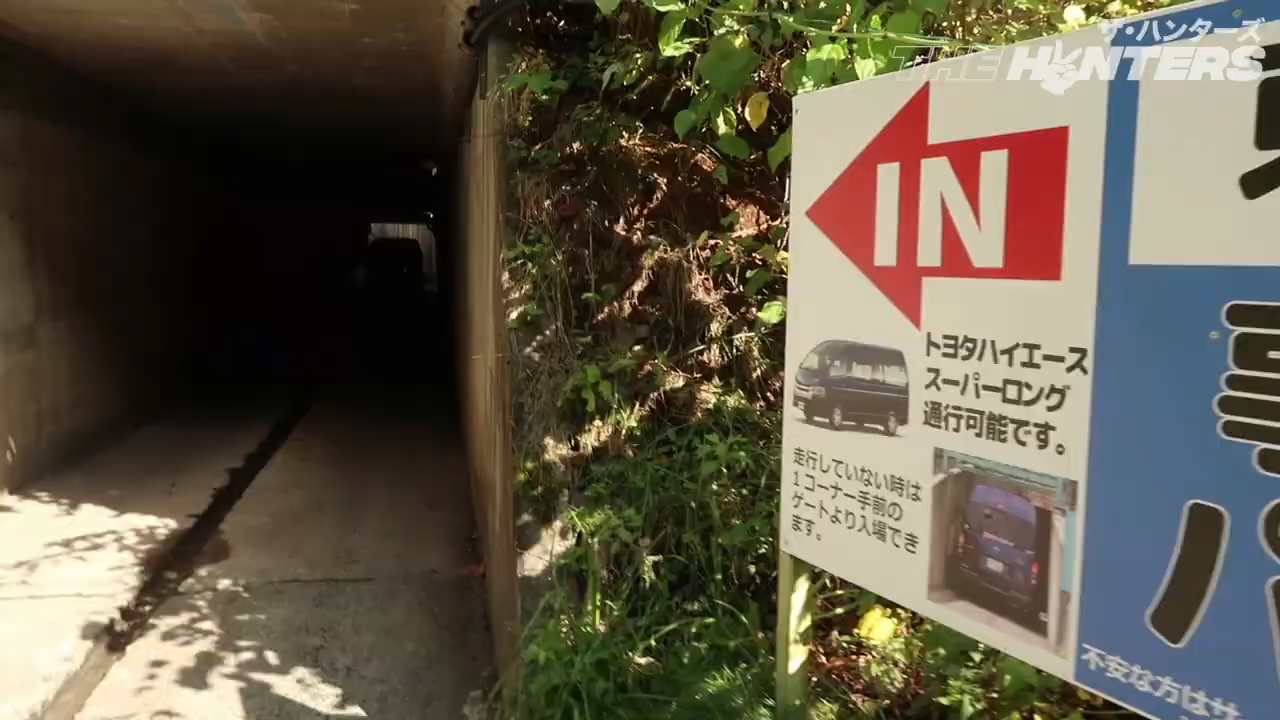 ザ・ハンターズ
THE HUNTERS
IN
トヨタハイエース
スーパーロング
通行可能です。
走行していない時は
1コーナー手前の
ゲートより入場でき
ます。
不安な方はサ